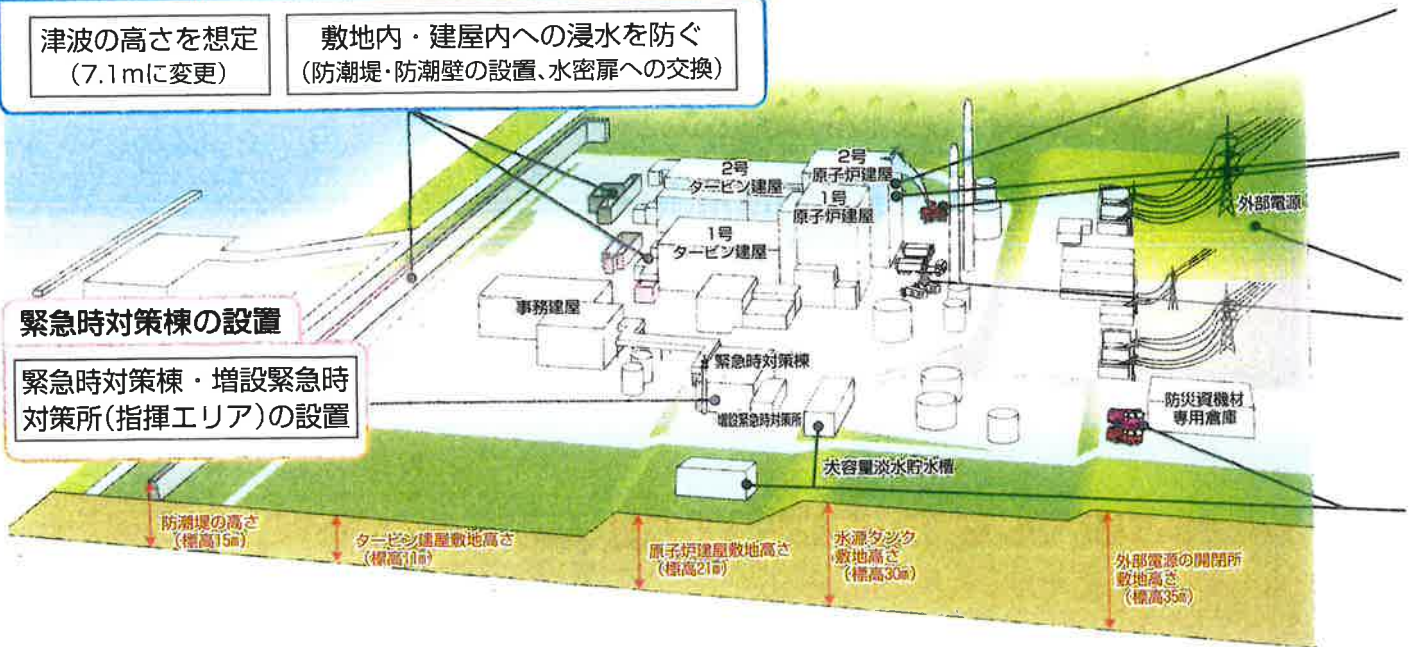 津波の高さを想定
(7.1mに変更)
敷地内・建屋内への浸水を防ぐ
(防潮堤・防潮壁の設置、水密扉への交換)
2号
タービン建屋
2号
原子炉建屋
1号
原子炉建屋
1号
タービン建屋
外部電源
事務建屋
緊急時対策棟の設置
緊急時対策棟・増設緊急時
対策所(指揮エリア)の設置
緊急時対策棟
増設緊急時対策所
防災資機材
専用倉庫
大容量淡水貯水槽
防潮堤の高さ
(標高15m)
タービン建屋敷地高さ
(標高11m)
原子炉建屋敷地高さ
(標高21m)
水源タンク
敷地高さ
(標高30m)
外部電源の開閉所
敷地高さ
(標高35m)